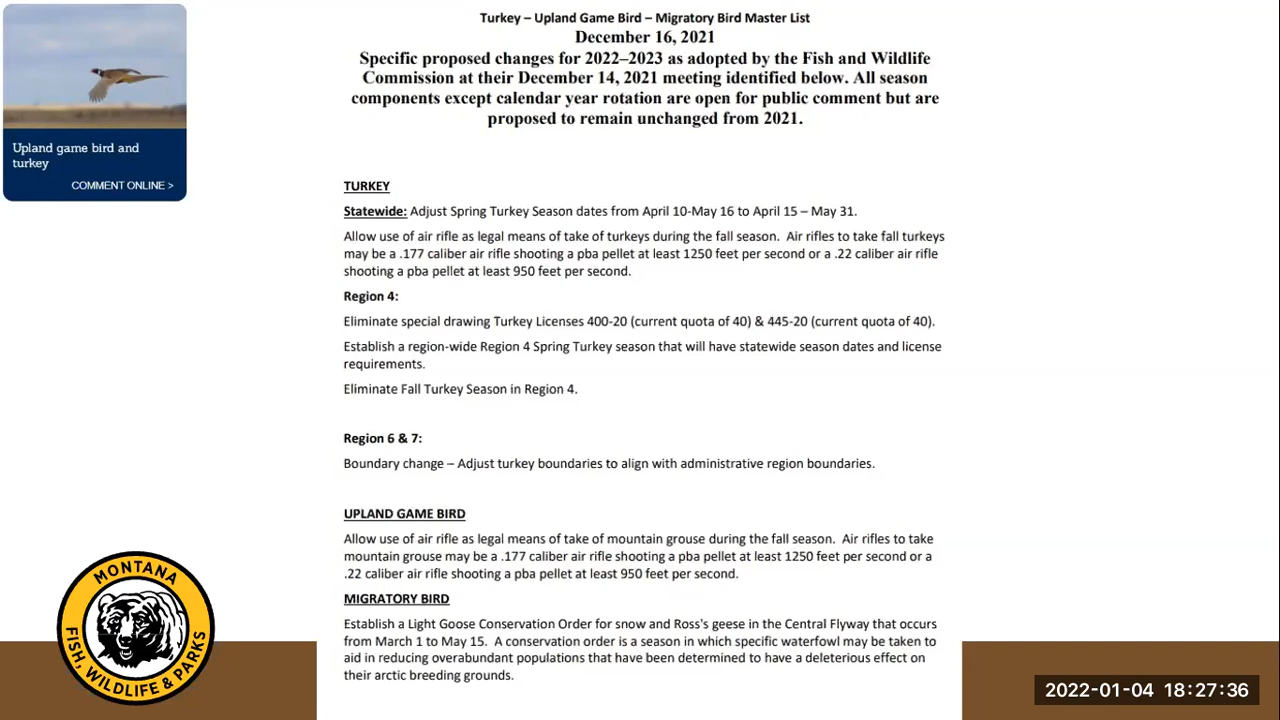 Turkey – Upland Game Bird – Migratory Bird Master List
December 16, 2021
Specific proposed changes for 2022–2023 as adopted by the Fish and Wildlife
Commission at their December 14, 2021 meeting identified below. All season
components except calendar year rotation are open for public comment but are
proposed to remain unchanged from 2021.
Upland game bird and
turkey
COMMENT ONLINE >
TURKEY
Statewide: Adjust Spring Turkey Season dates from April 10-May 16 to April 15 – May 31.
Allow use of air rifle as legal means of take of turkeys during the fall season.  Air rifles to take fall turkeys
may be a .177 caliber air rifle shooting a pba pellet at least 1250 feet per second or a .22 caliber air rifle
shooting a pba pellet at least 950 feet per second.
Region 4:
Eliminate special drawing Turkey Licenses 400-20 (current quota of 40) & 445-20 (current quota of 40).
Establish a region-wide Region 4 Spring Turkey season that will have statewide season dates and license
requirements.
Eliminate Fall Turkey Season in Region 4.
Region 6 & 7:
Boundary change – Adjust turkey boundaries to align with administrative region boundaries.
UPLAND GAME BIRD
Allow use of air rifle as legal means of take of mountain grouse during the fall season.  Air rifles to take
mountain grouse may be a .177 caliber air rifle shooting a pba pellet at least 1250 feet per second or a
.22 caliber air rifle shooting a pba pellet at least 950 feet per second.
MIGRATORY BIRD
Establish a Light Goose Conservation Order for snow and Ross's geese in the Central Flyway that occurs
from March 1 to May 15.  A conservation order is a season in which specific waterfowl may be taken to
aid in reducing overabundant populations that have been determined to have a deleterious effect on
their arctic breeding grounds.
MONTANA
FISH, WILDLIFE & PARKS
2022-01-04 18:27:36